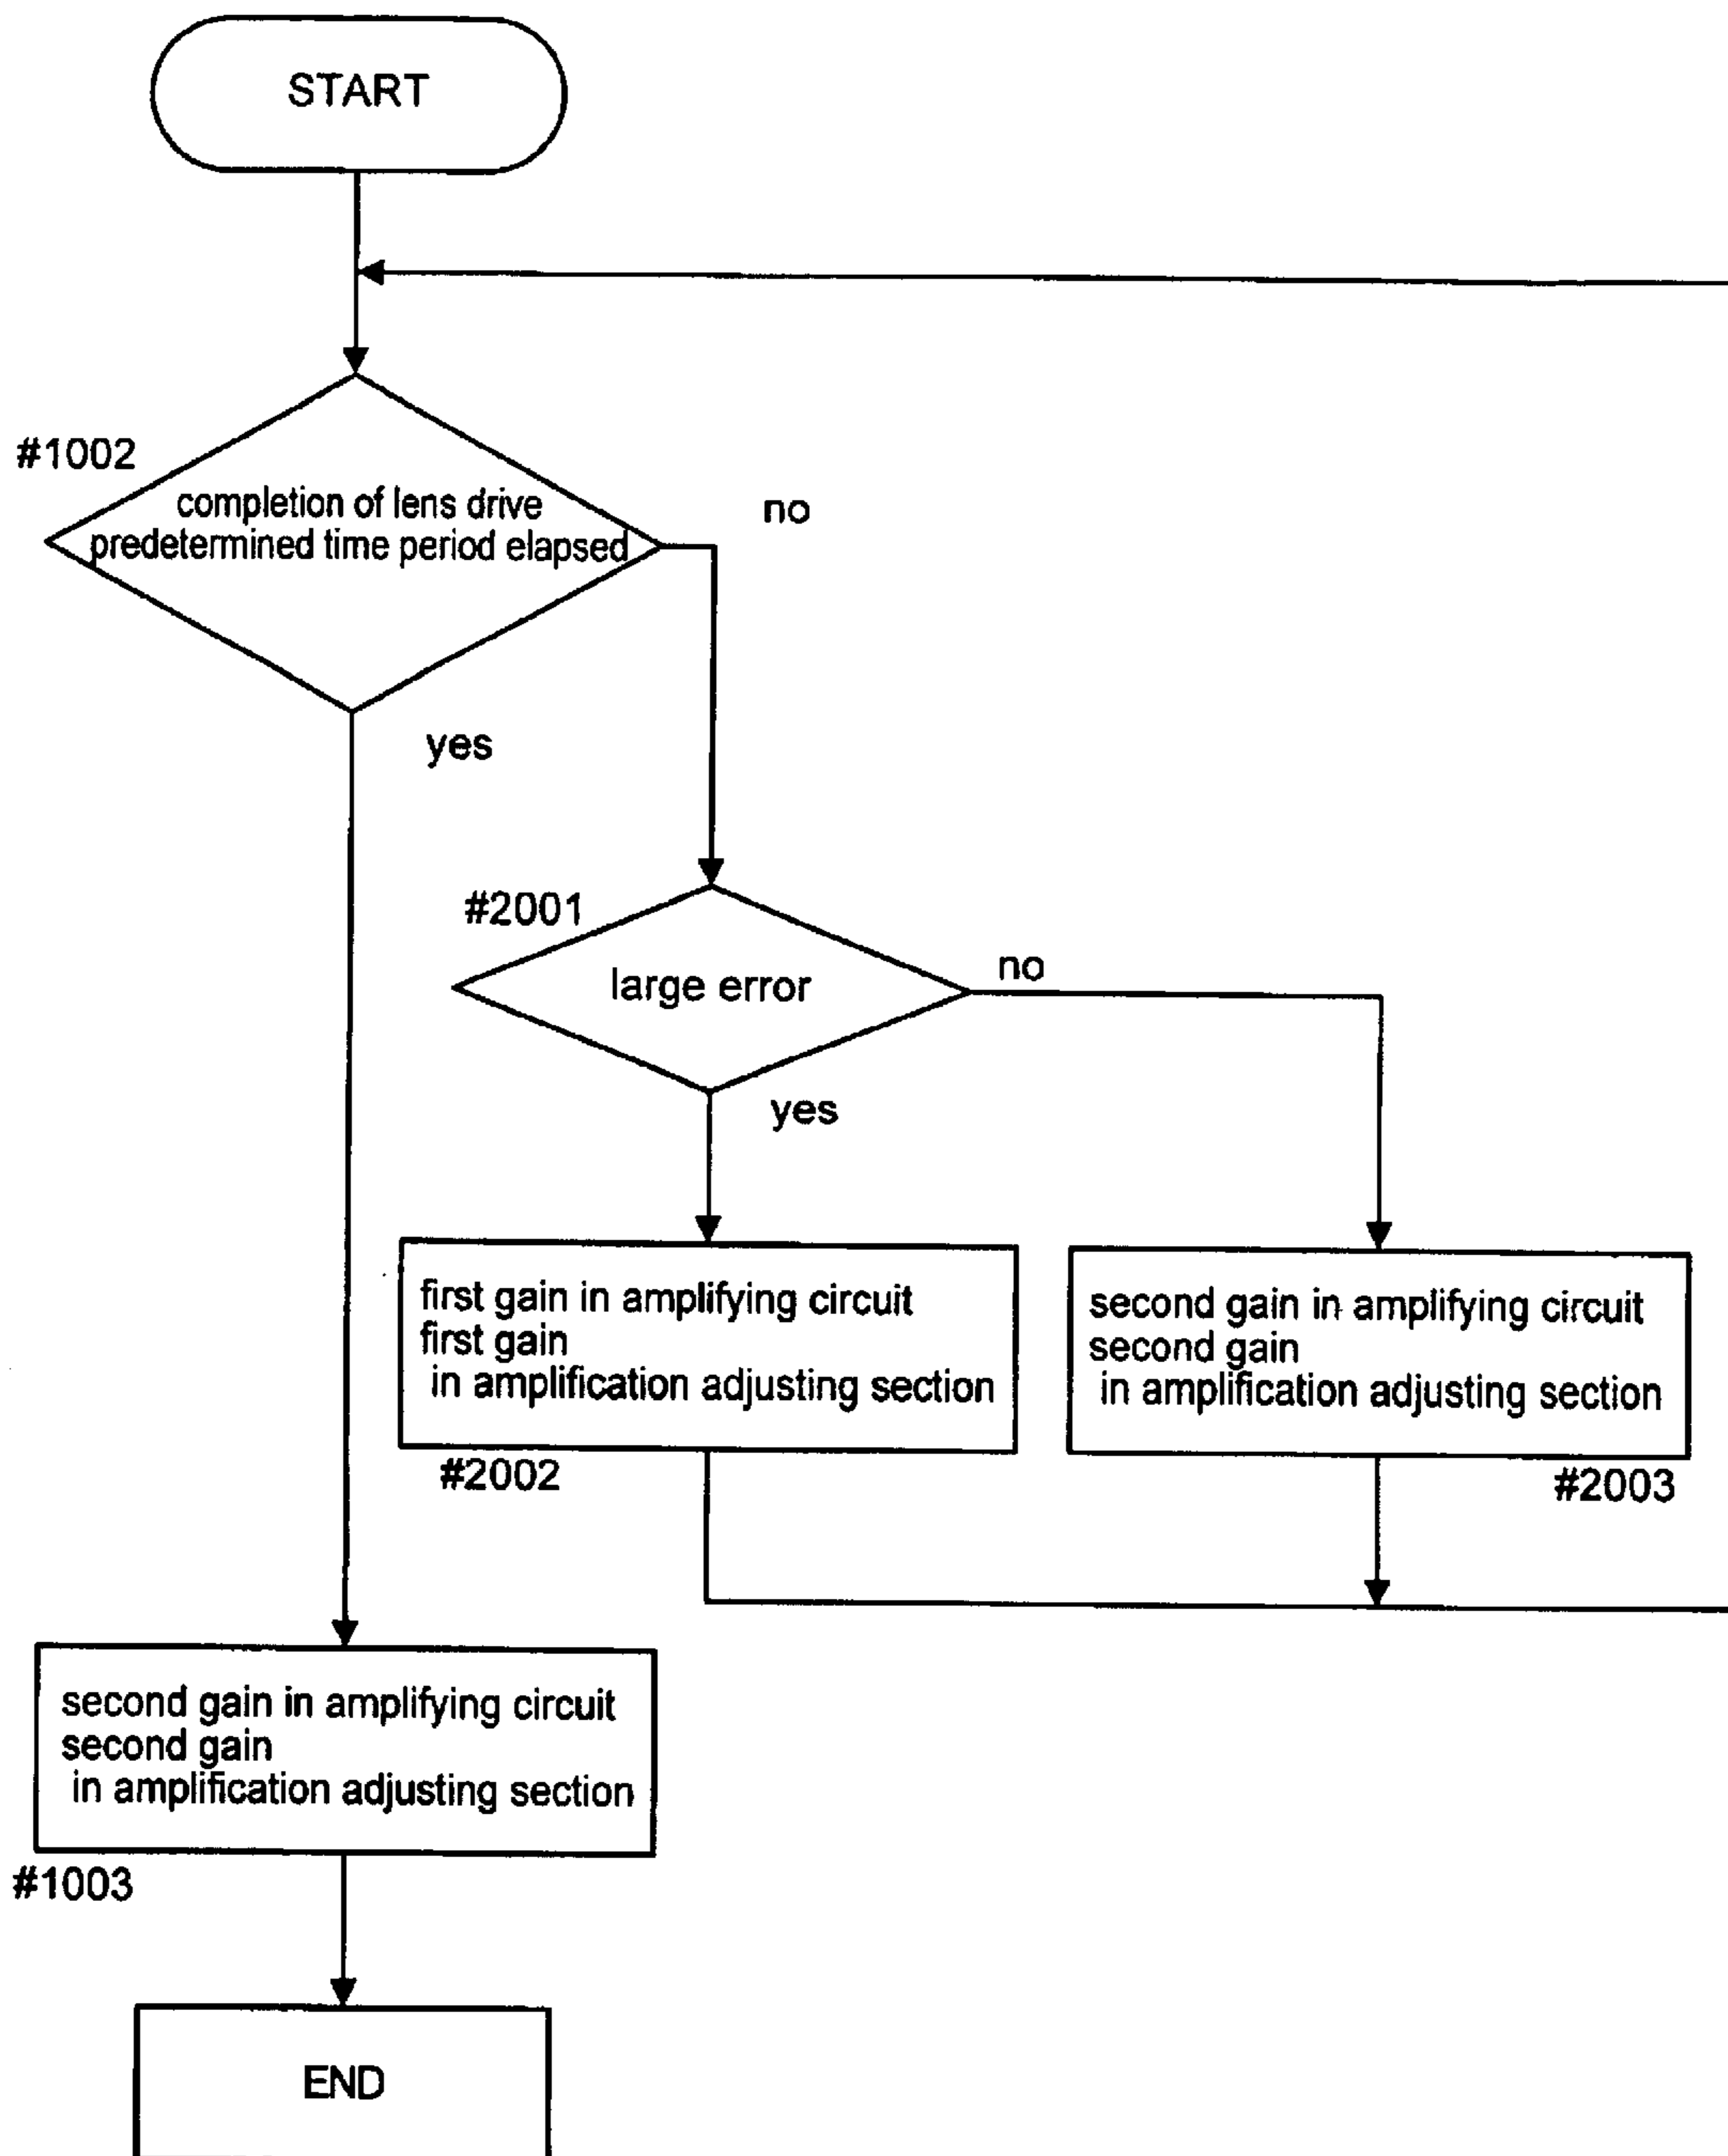 START
#1002
completion of lens drive
predetermined time period elapsed
no
yes
#2001
large error
no
yes
first gain in amplifying circuit
first gain
in amplification adjusting section
#2002
second gain in amplifying circuit
second gain
in amplification adjusting section
#2003
second gain in amplifying circuit
second gain
in amplification adjusting section
#1003
END